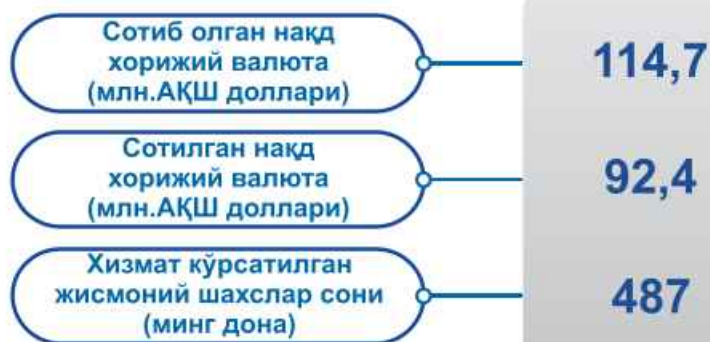 Сотиб олган нақд
хорижий валюта
(млн.АҚШ доллари)
114,7
Сотилган нақд
хорижий валюта
(млн.АҚШ доллари)
92,4
Хизмат кўрсатилган
жисмоний шахслар сони
(минг дона)
487